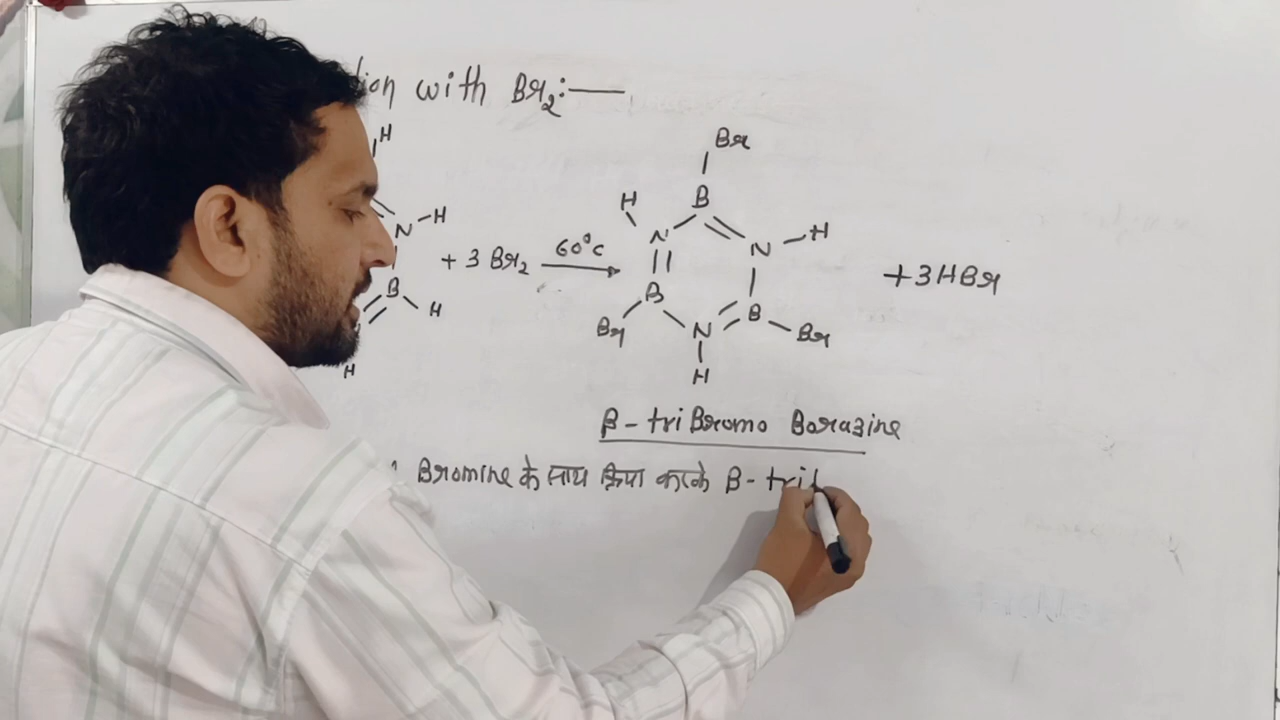 tion with Br₂:—
H Br
H B H
N H N N H
+ 3 Br₂ 60°C + 3HBr
B H B B
Br N Br
H H
β - triBromo Borazine
Bromine के साथ क्रिया करके β - tri